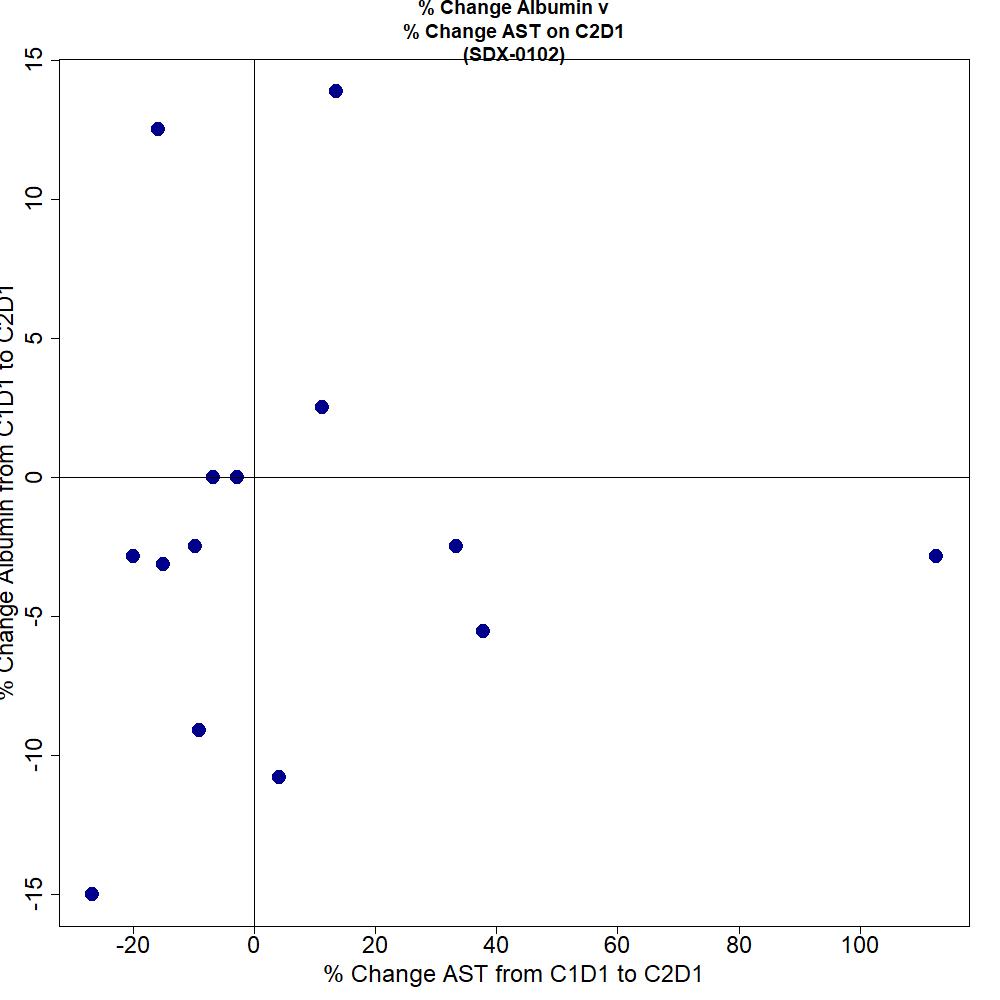 % Change Albumin v
% Change AST on C2D1
(SDX-0102)
% Change Albumin from C1D1 to C2D1
15
10
5
0
-5
-10
-15
-20 0 20 40 60 80 100
% Change AST from C1D1 to C2D1